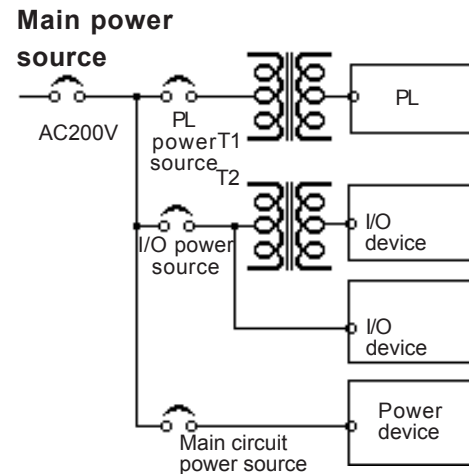 Main power
source
AC200V
PL
power
source
T1
PL
T2
I/O power
source
I/O
device
I/O
device
Main circuit
power source
Power
device